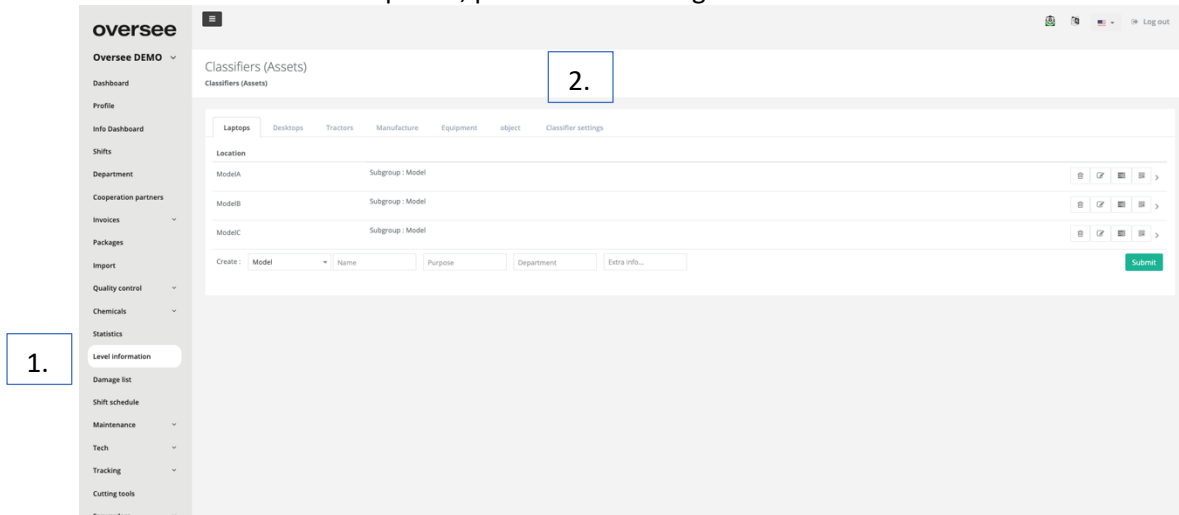 oversee
Log out
Oversee DEMO
Classifiers (Assets)
Classifiers (Assets)
2.
Dashboard
Profile
Info Dashboard
Shifts
Department
Cooperation partners
Invoices
Packages
Import
Quality control
Chemicals
Statistics
1.
Level information
Damage list
Shift schedule
Maintenance
Tech
Tracking
Cutting tools
Laptops Desktops Tractors Manufacture Equipment object Classifier settings
Location
ModelA Subgroup : Model
ModelB Subgroup : Model
ModelC Subgroup : Model
Create : Model Name Purpose Department Extra info... Submit